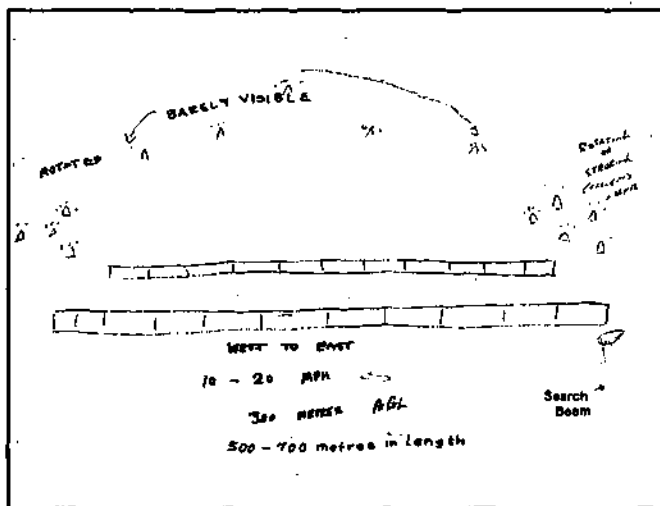 BARELY VISIBLE
ROTATED
ROTATING
OR
STROBING
WEST TO EAST
10 - 20 MPH
300 METER AGL
500 - 700 metres in Length
Search
Beam